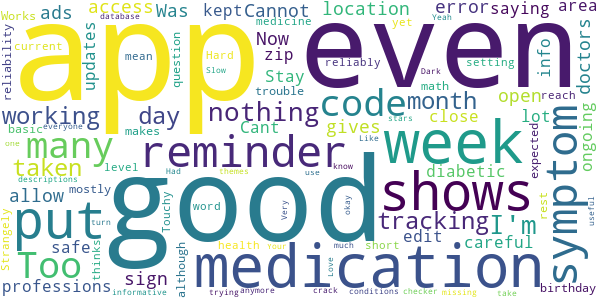 database
ads
access
Was
kept
Cannot
location
error
saying
area
Works
reliability
current
updates
app
even
medicine
question
Now
zip
Stay
yet
mean
Hard
Slow
reliably
Dark
Yeah
setting
info
doctors
trouble
math
reach
stars
working
day
nothing
code
month
open
lot
basic
everyone
makes
Cant
gives
Like
close
expected
ongoing
many
reminder
week
symptom
one
taken
level
Had
themes
use
know
diabetic
descriptions
allow
mostly
put
good
shows
turn
Touchy
word
Very
okay
tracking
I'm
rest
useful
Strangely
Too
safe
thinks
although
health
Your
much
short
edit
careful
professions
sign
medication
Love
birthday
informative
trying
anymore
crack
conditions
checker
missing
take